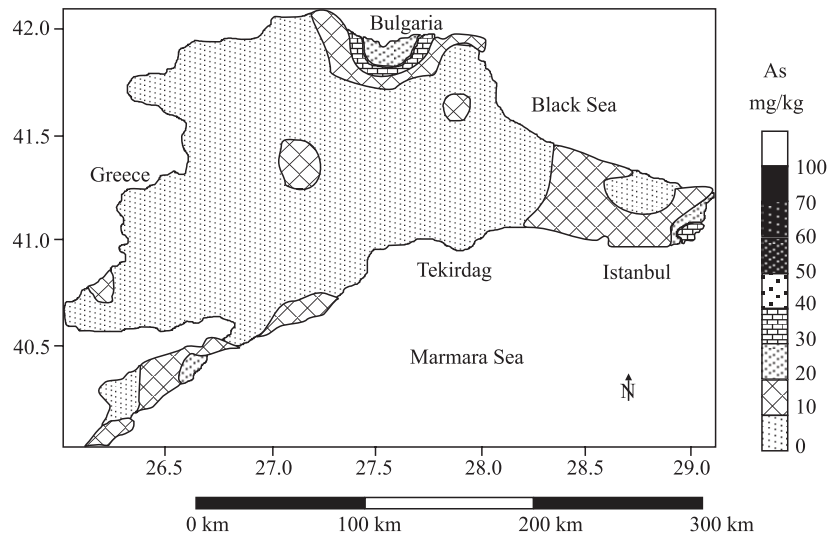 42.0
41.5
41.0
40.5
Bulgaria
Black Sea
Greece
Tekirdag
Istanbul
Marmara Sea
N
26.5 27.0 27.5 28.0 28.5 29.0
0 km 100 km 200 km 300 km
As
mg/kg
100
70
60
50
40
30
20
10
0